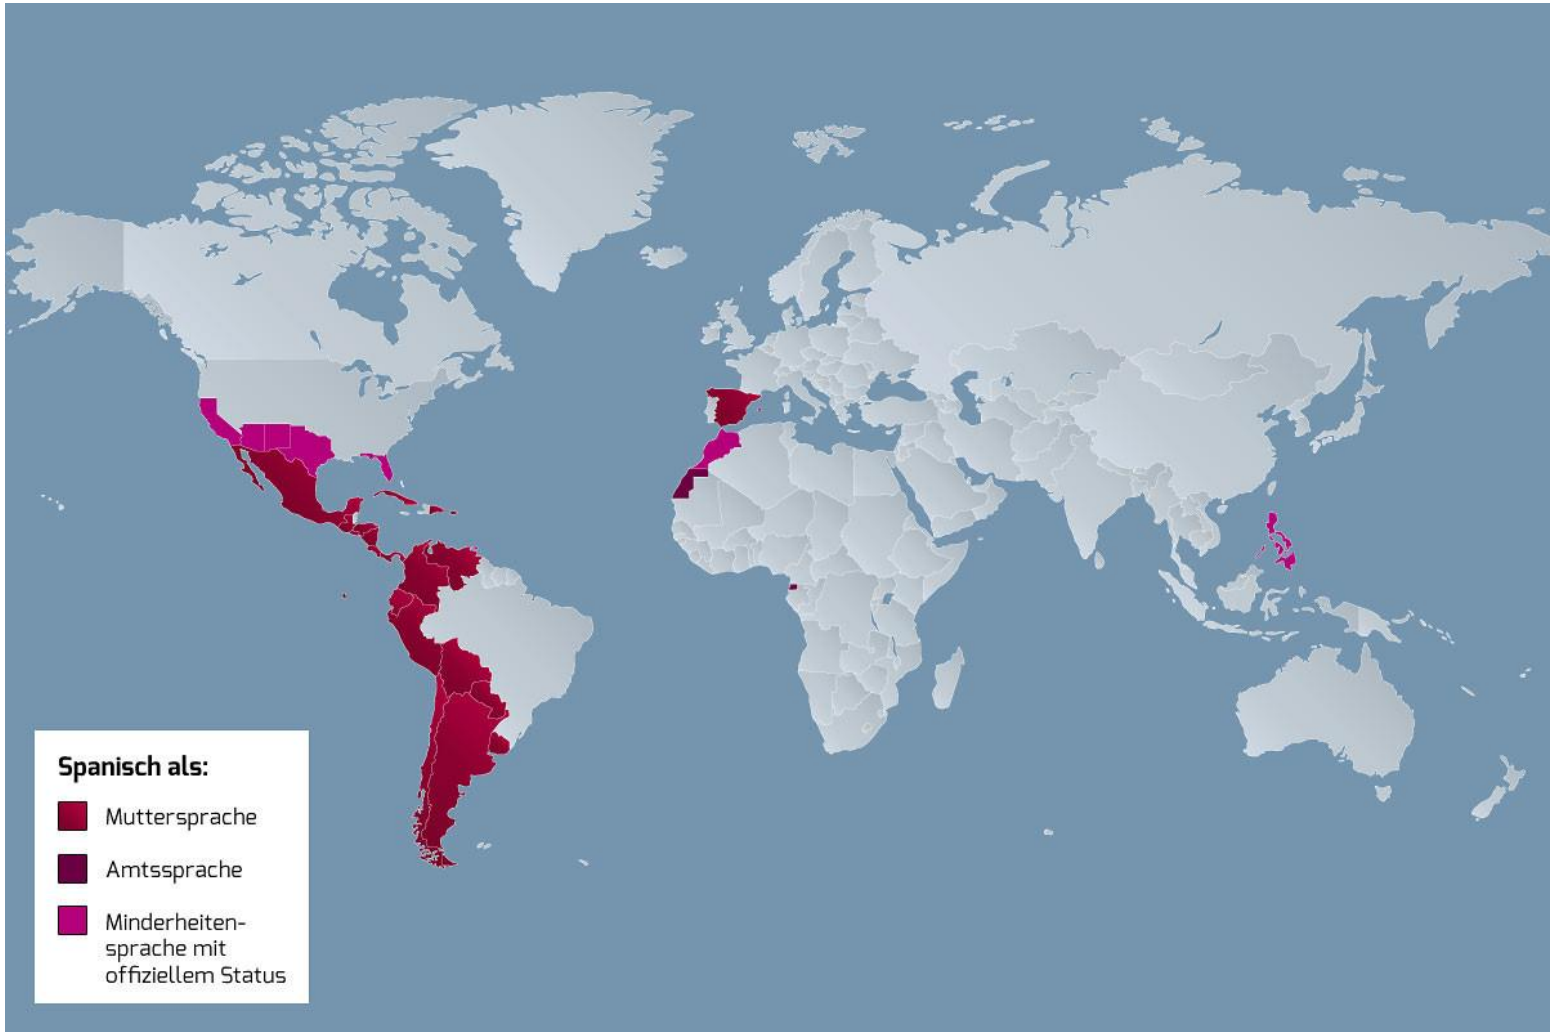 Spanisch als:
Muttersprache
Amtssprache
Minderheiten-
sprache mit
offiziellem Status